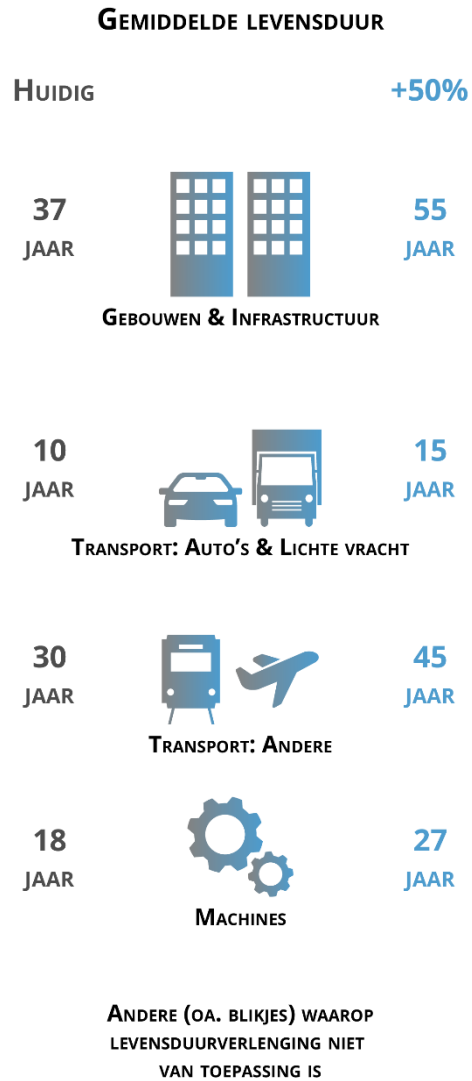 Gemiddelde levensduur
Huidig +50%
37 55
jaar jaar
Gebouwen & Infrastructuur
10 15
jaar jaar
Transport: Auto's & Lichte vracht
30 45
jaar jaar
Transport: Andere
18 27
jaar jaar
Machines
Andere (oa. blikjes) waarop
levensduurverlenging niet
van toepassing is